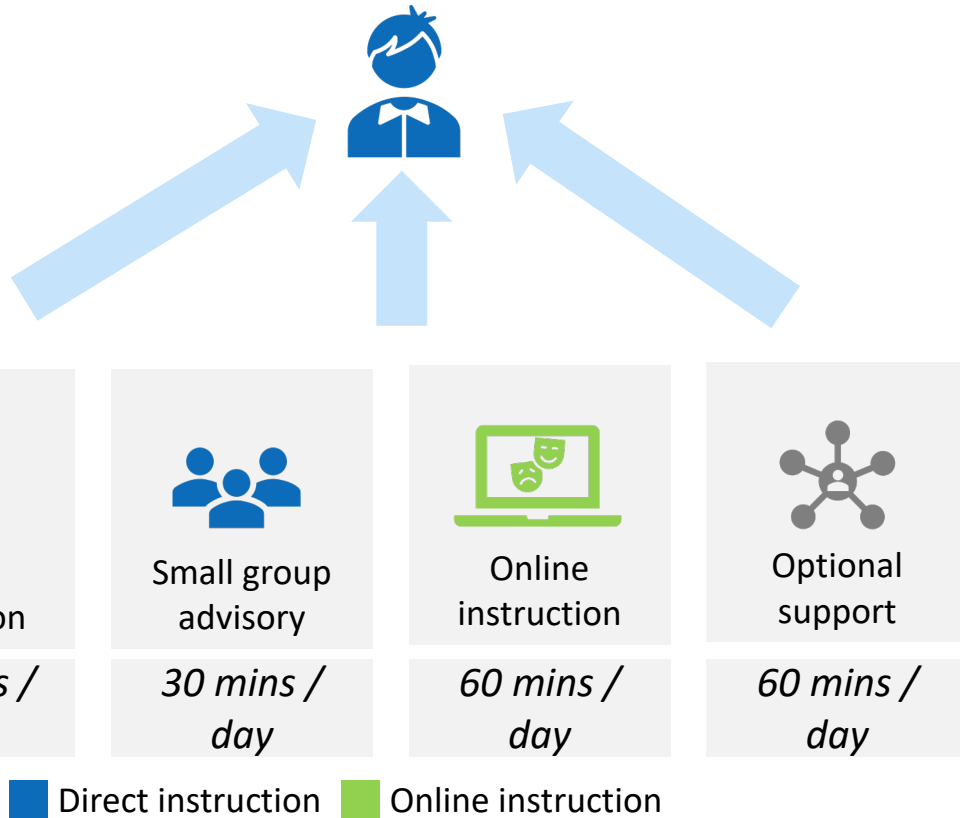 on
s /
Small group
advisory
30 mins /
day
Online
instruction
60 mins /
day
Optional
support
60 mins /
day
Direct instruction
Online instruction